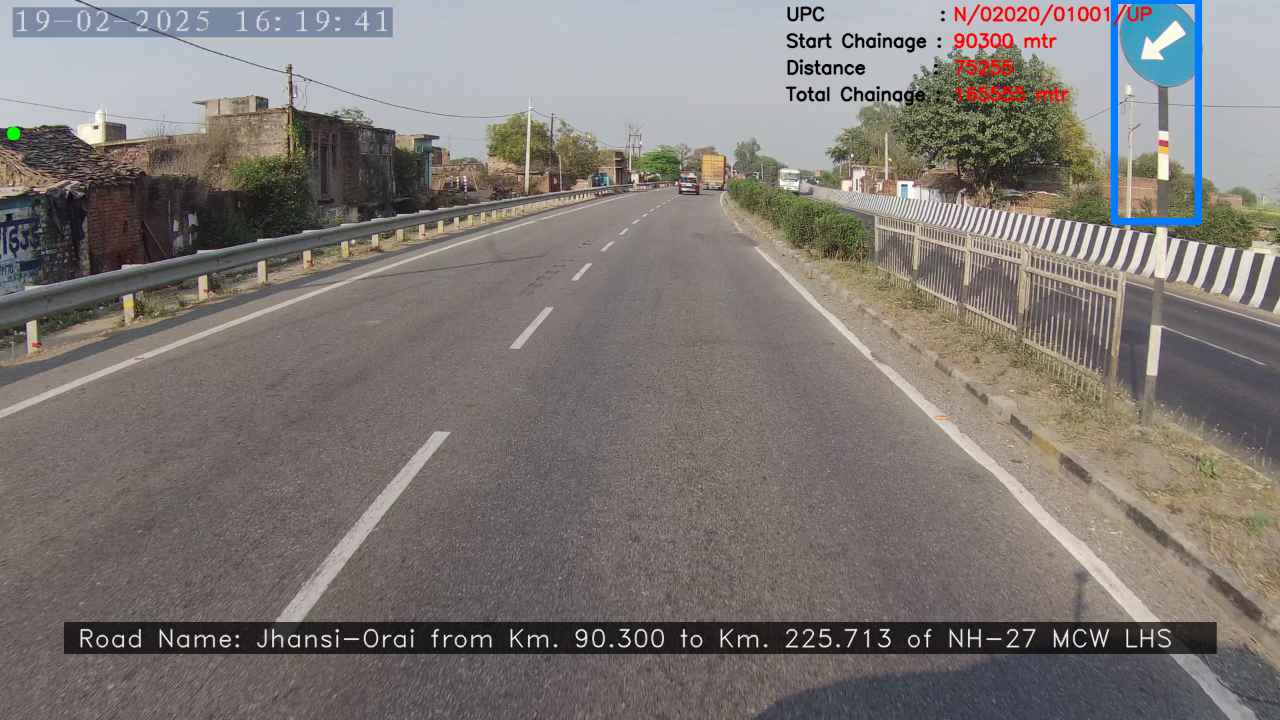 19-02-2025 16:19:41
UPC : N/02020/01001/UP
Start Chainage : 90300 mtr
Distance : 75255
Total Chainage : 165555 mtr
Road Name: Jhansi-Orai from Km. 90.300 to Km. 225.713 of NH-27 MCW LHS